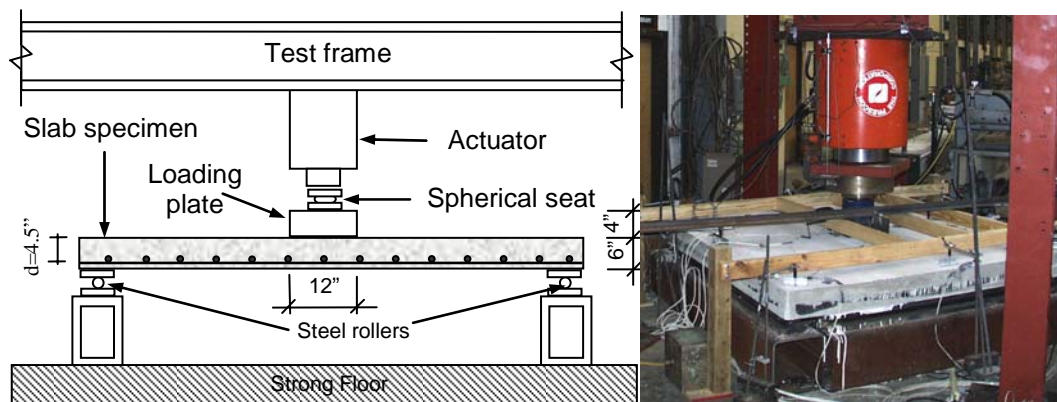 Test frame
Slab specimen
Actuator
Loading
plate
Spherical seat
d=4.5”
4”
6”
12”
Steel rollers
Strong Floor